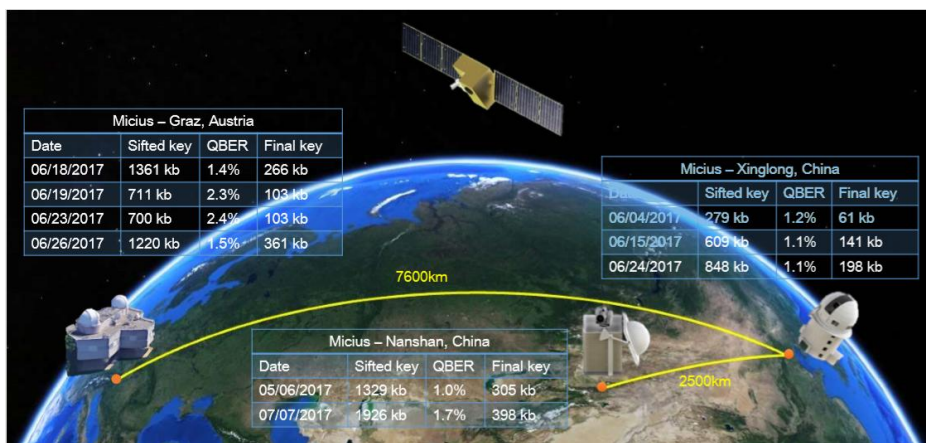 Micius – Graz, Austria
Date Sifted key QBER Final key
06/18/2017 1361 kb 1.4% 266 kb
06/19/2017 711 kb 2.3% 103 kb
06/23/2017 700 kb 2.4% 103 kb
06/26/2017 1220 kb 1.5% 361 kb
Micius – Xinglong, China
Date Sifted key QBER Final key
06/04/2017 279 kb 1.2% 61 kb
06/15/2017 609 kb 1.1% 141 kb
06/24/2017 848 kb 1.1% 198 kb
7600km
Micius – Nanshan, China
Date Sifted key QBER Final key
05/06/2017 1329 kb 1.0% 305 kb
07/07/2017 1926 kb 1.7% 398 kb
2500km